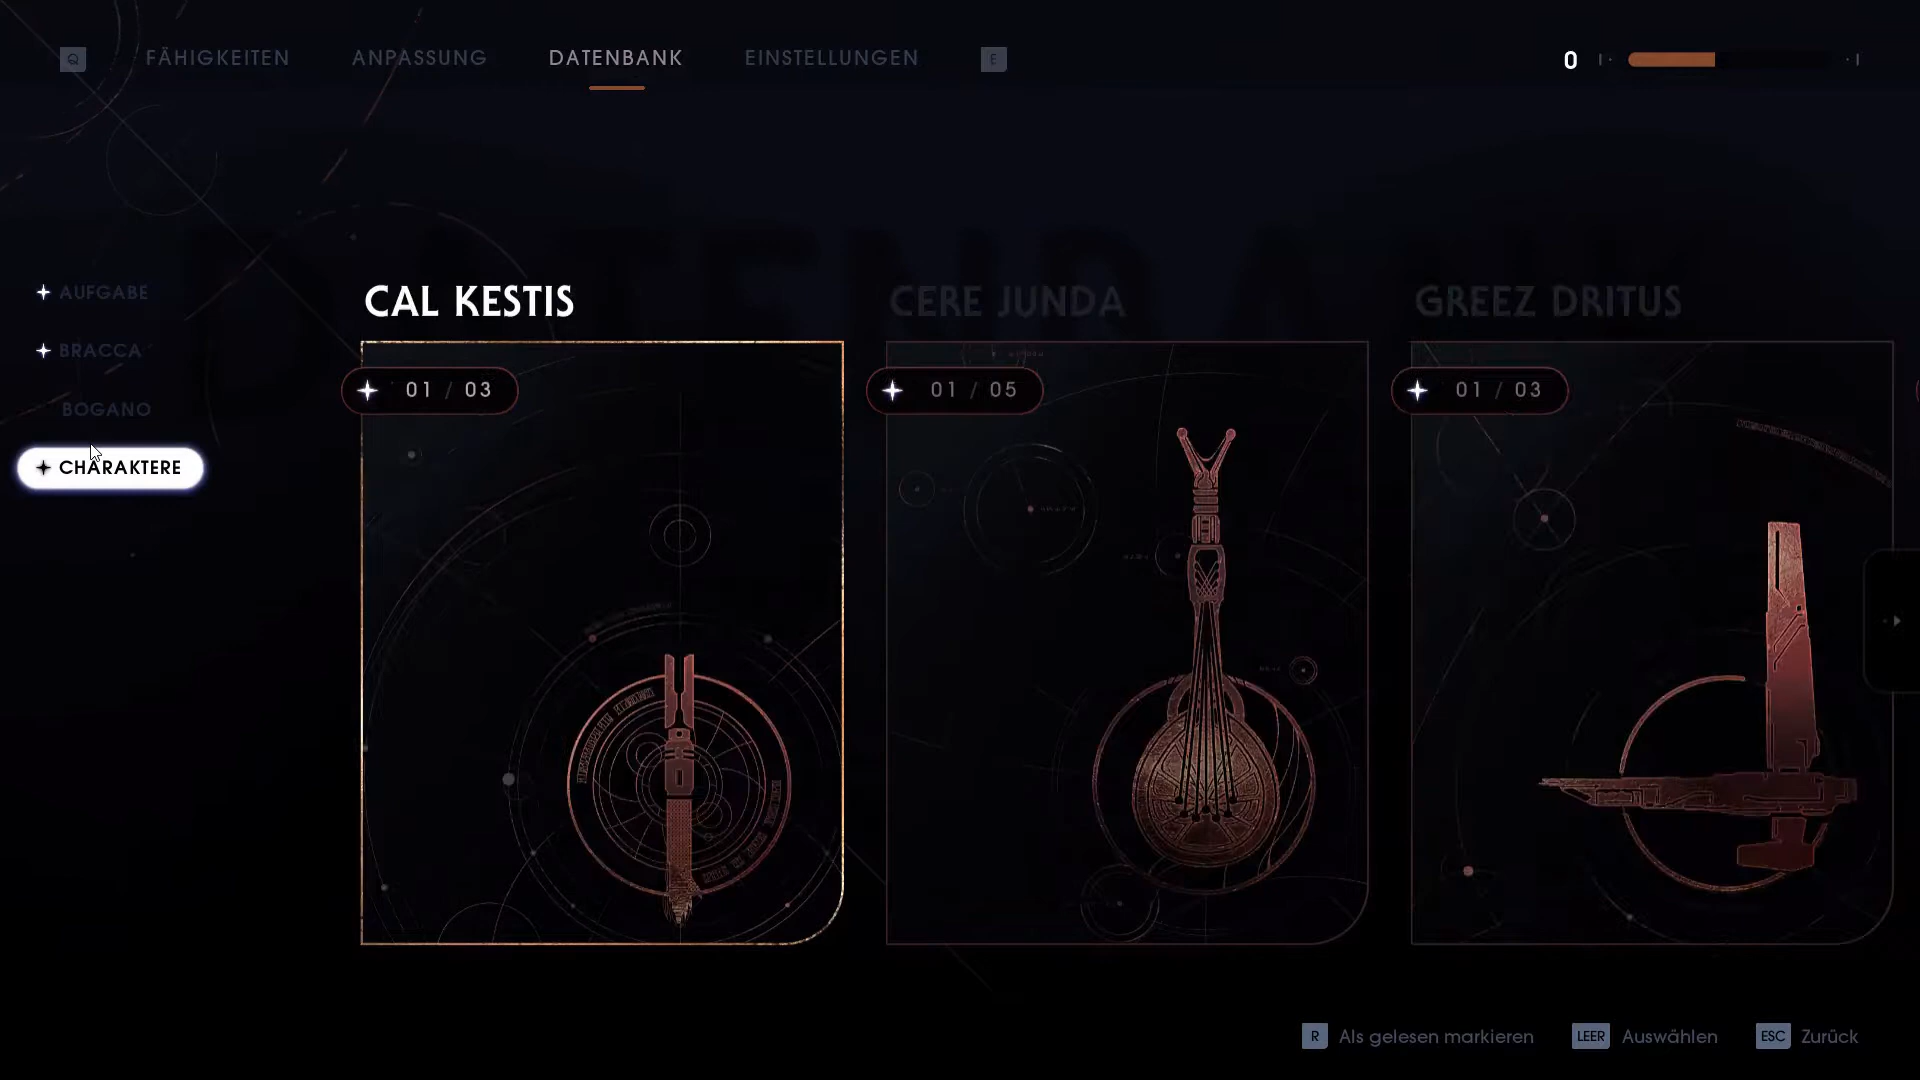 Q FÄHIGKEITEN ANPASSUNG DATENBANK EINSTELLUNGEN E 0
AUFGABE
BRACCA
BOGANO
CHARAKTERE
CAL KESTIS CERE JUNDA GREEZ DRITUS
01 / 03 01 / 05 01 / 03
R Als gelesen markieren LEER Auswählen ESC Zurück